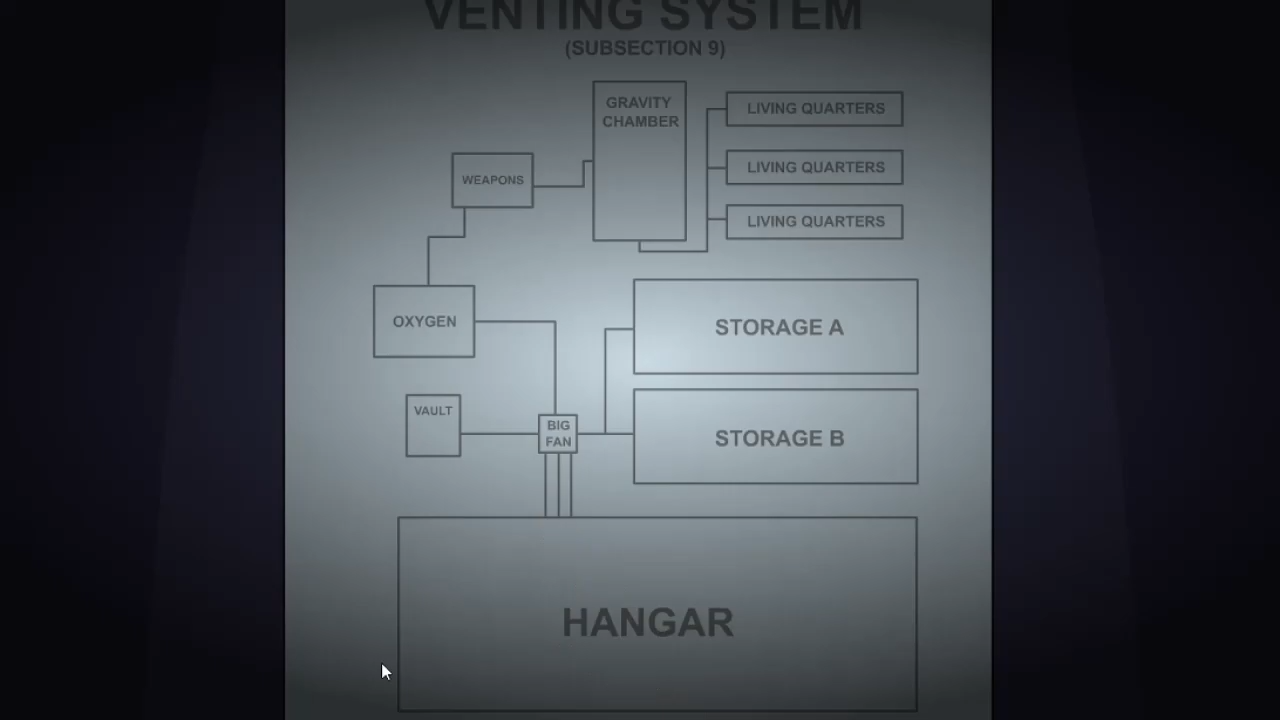 VENTING SYSTEM
(SUBSECTION 9)
GRAVITY
CHAMBER
LIVING QUARTERS
WEAPONS
LIVING QUARTERS
LIVING QUARTERS
OXYGEN
STORAGE A
VAULT
BIG
FAN
STORAGE B
HANGAR